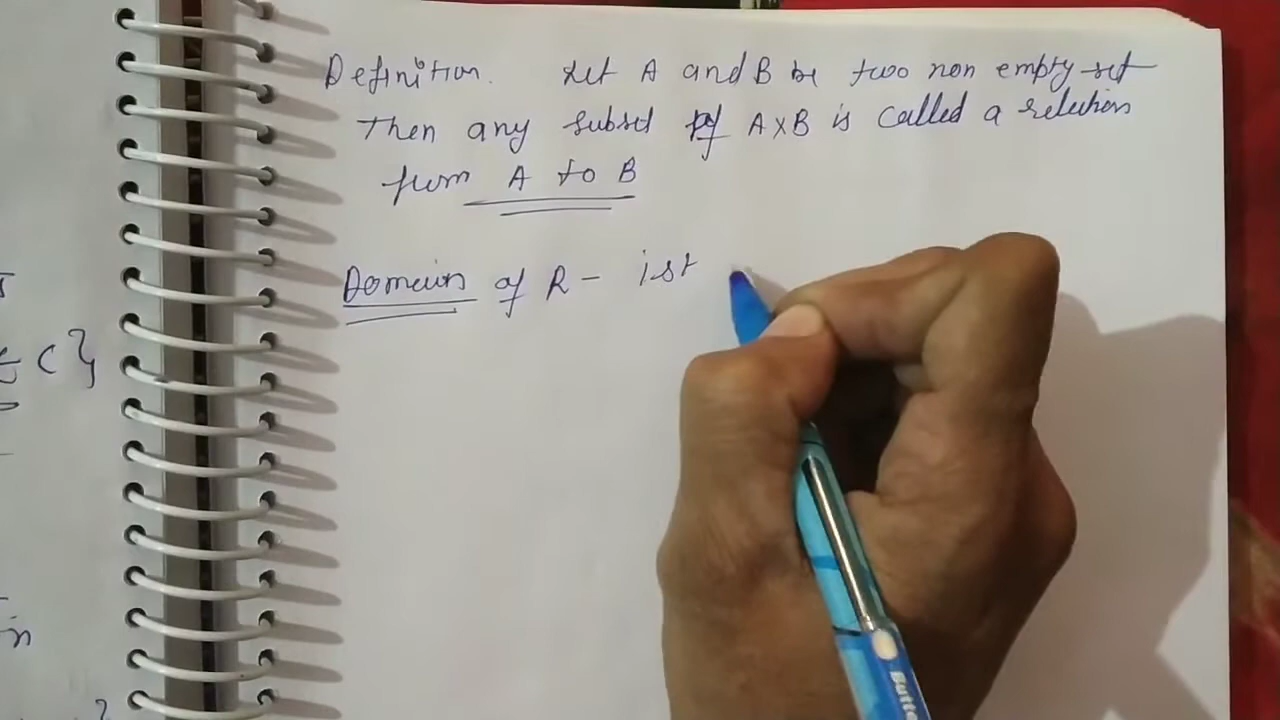 Definition. Let A and B be two non empty set
Then any subset of A×B is called a relation
from A to B
Domain of R - ist
C}
n
}
Butte